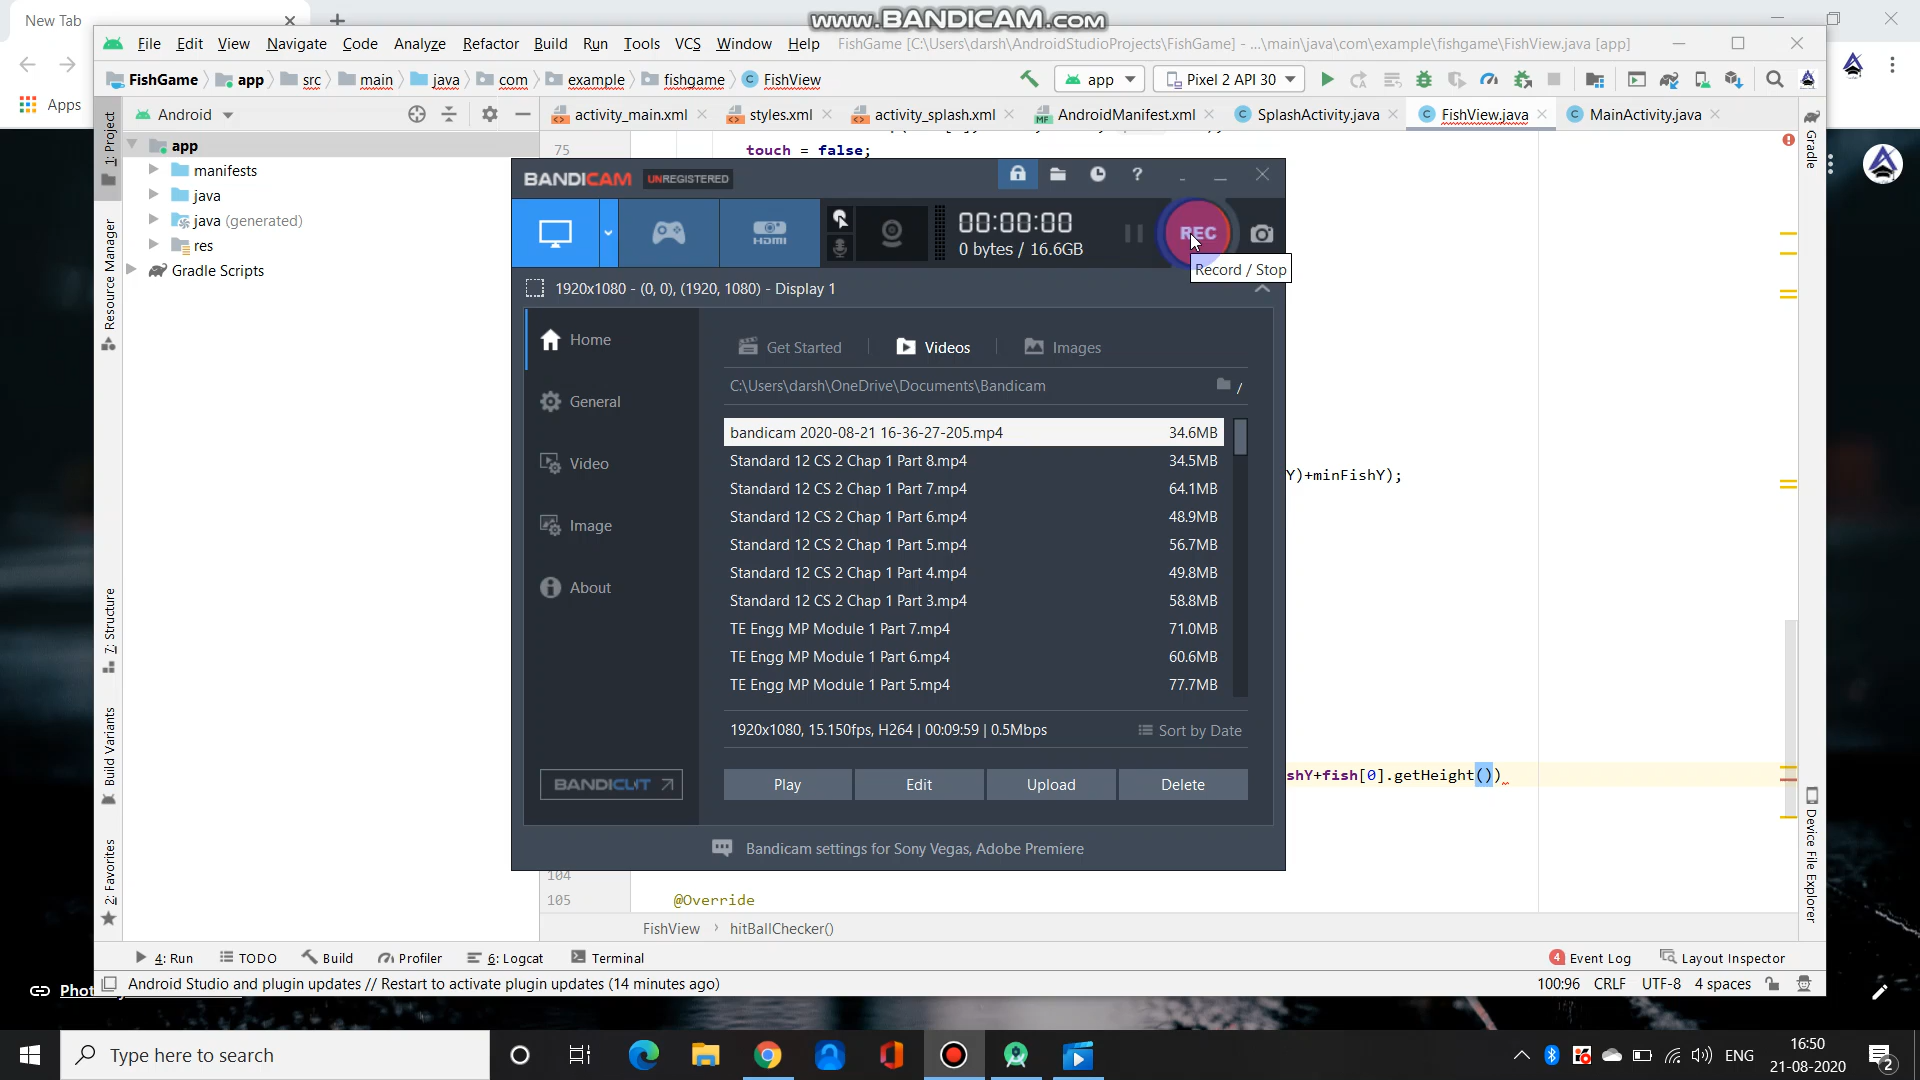 New Tab
www.BANDICAM.com
File Edit View Navigate Code Analyze Refactor Build Run Tools VCS Window Help FishGame [C:\Users\darsh\AndroidStudioProjects\FishGame] - ...\main\java\com\example\fishgame\FishView.java [app]
FishGame app src main java com example fishgame FishView app Pixel 2 API 30
Apps
Android
activity_main.xml styles.xml activity_splash.xml AndroidManifest.xml SplashActivity.java FishView.java MainActivity.java
1: Project
Resource Manager
7: Structure
Build Variants
2: Favorites
Gradle
Device File Explorer
app
manifests
java
java (generated)
res
Gradle Scripts
75 touch = false;
BANDICAM UNREGISTERED
HDMI
00:00:00
0 bytes / 16.6GB
REC
Record / Stop
1920x1080 - (0, 0), (1920, 1080) - Display 1
Home
General
Video
Image
About
BANDICUT
Get Started Videos Images
C:\Users\darsh\OneDrive\Documents\Bandicam /
bandicam 2020-08-21 16-36-27-205.mp4 34.6MB
Standard 12 CS 2 Chap 1 Part 8.mp4 34.5MB
Standard 12 CS 2 Chap 1 Part 7.mp4 64.1MB
Standard 12 CS 2 Chap 1 Part 6.mp4 48.9MB
Standard 12 CS 2 Chap 1 Part 5.mp4 56.7MB
Standard 12 CS 2 Chap 1 Part 4.mp4 49.8MB
Standard 12 CS 2 Chap 1 Part 3.mp4 58.8MB
TE Engg MP Module 1 Part 7.mp4 71.0MB
TE Engg MP Module 1 Part 6.mp4 60.6MB
TE Engg MP Module 1 Part 5.mp4 77.7MB
1920x1080, 15.150fps, H264 | 00:09:59 | 0.5Mbps Sort by Date
Play Edit Upload Delete
Bandicam settings for Sony Vegas, Adobe Premiere
Y)+minFishY);
shY+fish[0].getHeight())
104
105 @Override
FishView › hitBallChecker()
4: Run TODO Build Profiler 6: Logcat Terminal 4 Event Log Layout Inspector
Android Studio and plugin updates // Restart to activate plugin updates (14 minutes ago) 100:96 CRLF UTF-8 4 spaces
Type here to search
ENG
16:50
21-08-2020
2